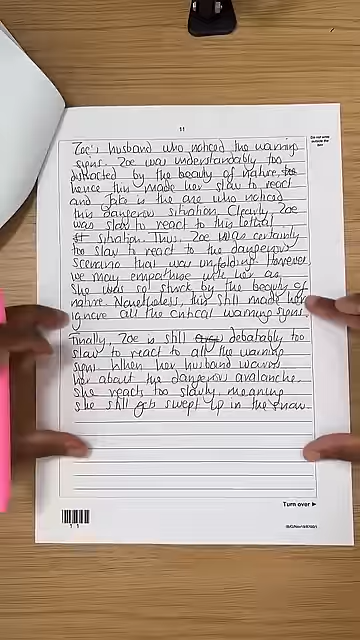 11
Do not write
outside the
box
Zoe's husband who noticed the warning
signs. Zoe was understandably too
distracted by the beauty of nature, the
hence this made her slow to react
and Jake is the one who noticed
this dangerous situation. Clearly, Zoe
was slow to react to this lethal
situation. Thus, Zoe was certainly
too slow to react to the dangerous
scenario that was unfolding. However,
we may empathise with her as
she was so struck by the beauty of
nature. Nonetheless, this still made her
ignore all the critical warning signs.
Finally, Zoe is still debatably too
slow to react to all the warning
signs. When her husband warns
her about the dangerous avalanche,
she reacts too slowly, meaning
she still gets swept up in the snow.
Turn over ►
1 1